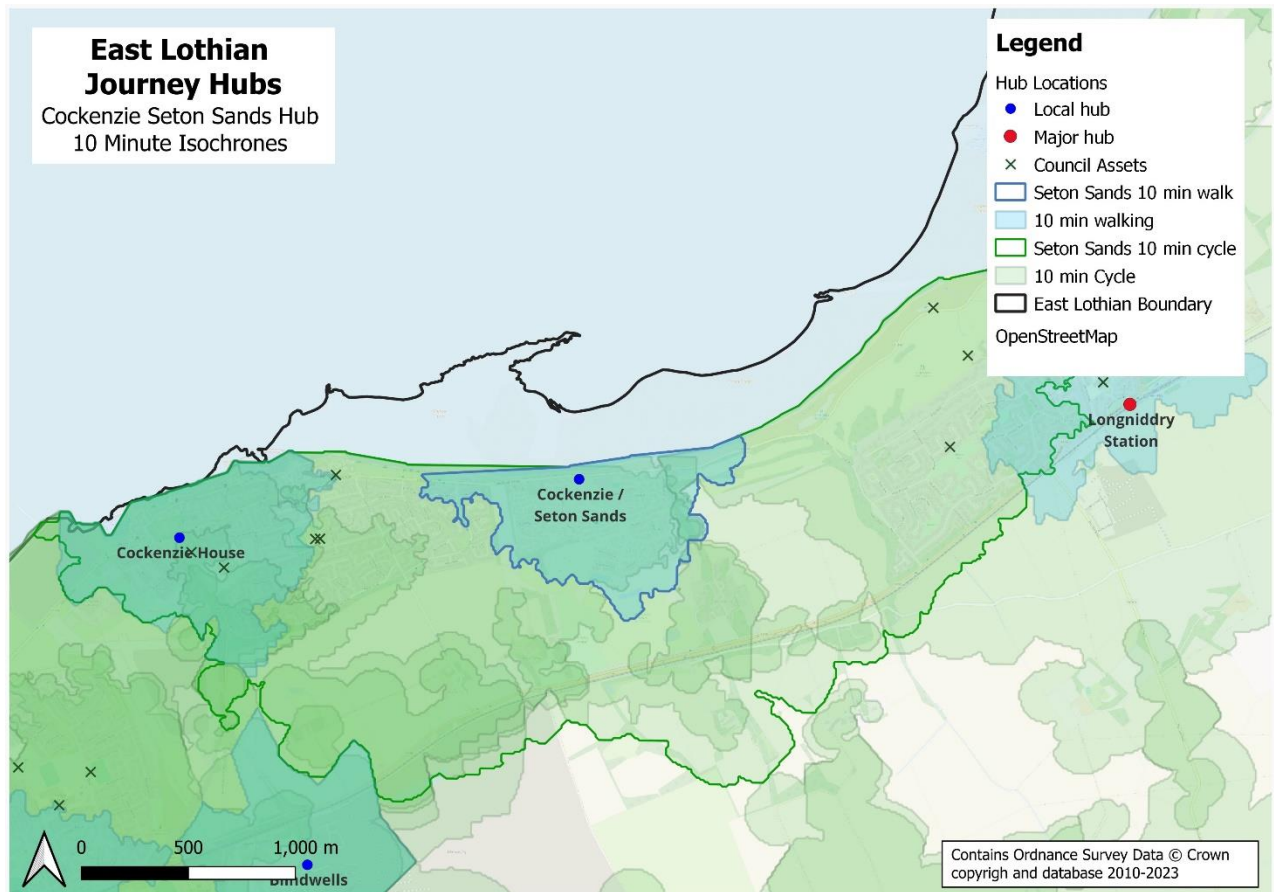 East Lothian
Journey Hubs
Cockenzie Seton Sands Hub
10 Minute Isochrones
Legend
Hub Locations
Local hub
Major hub
Council Assets
Seton Sands 10 min walk
10 min walking
Seton Sands 10 min cycle
10 min Cycle
East Lothian Boundary
OpenStreetMap
Longniddry
Station
Cockenzie /
Seton Sands
Cockenzie House
Blindwells
0 500 1,000 m
Contains Ordnance Survey Data © Crown
copyrigh and database 2010-2023